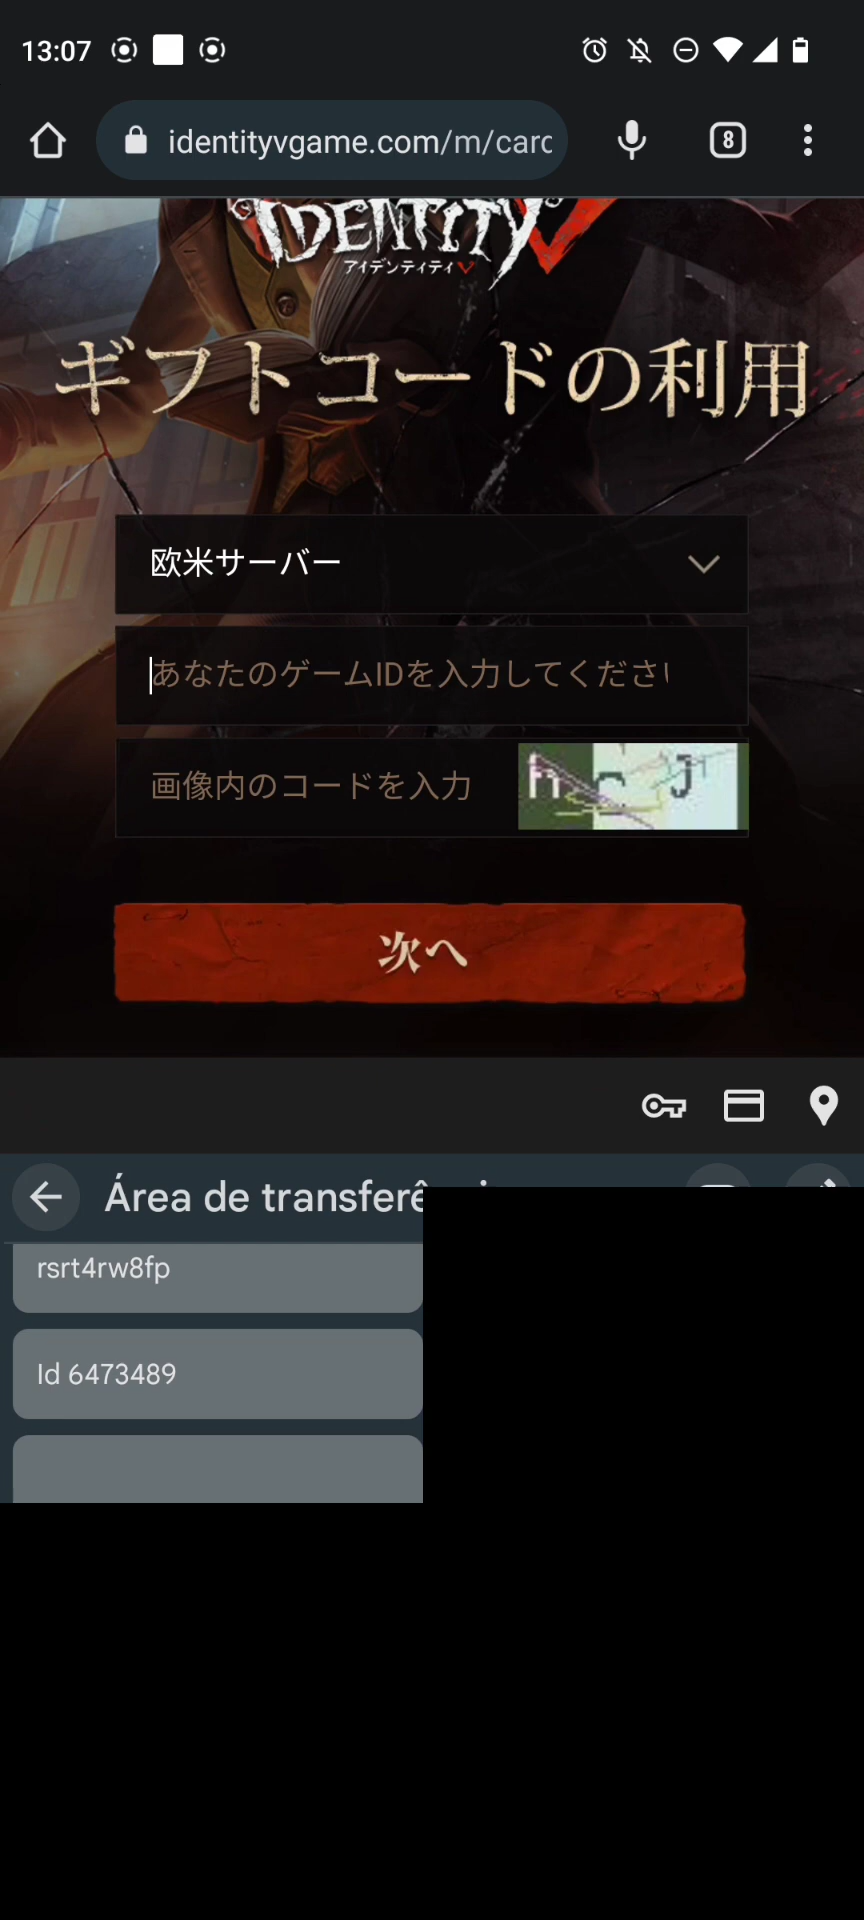 13:07
identityvgame.com/m/carc
8
IDENTITY V
アイデンティティV
ギフトコードの利用
欧米サーバー
あなたのゲームIDを入力してくださ
画像内のコードを入力
次へ
Área de
rsrt4rw8fp
Id 6473489